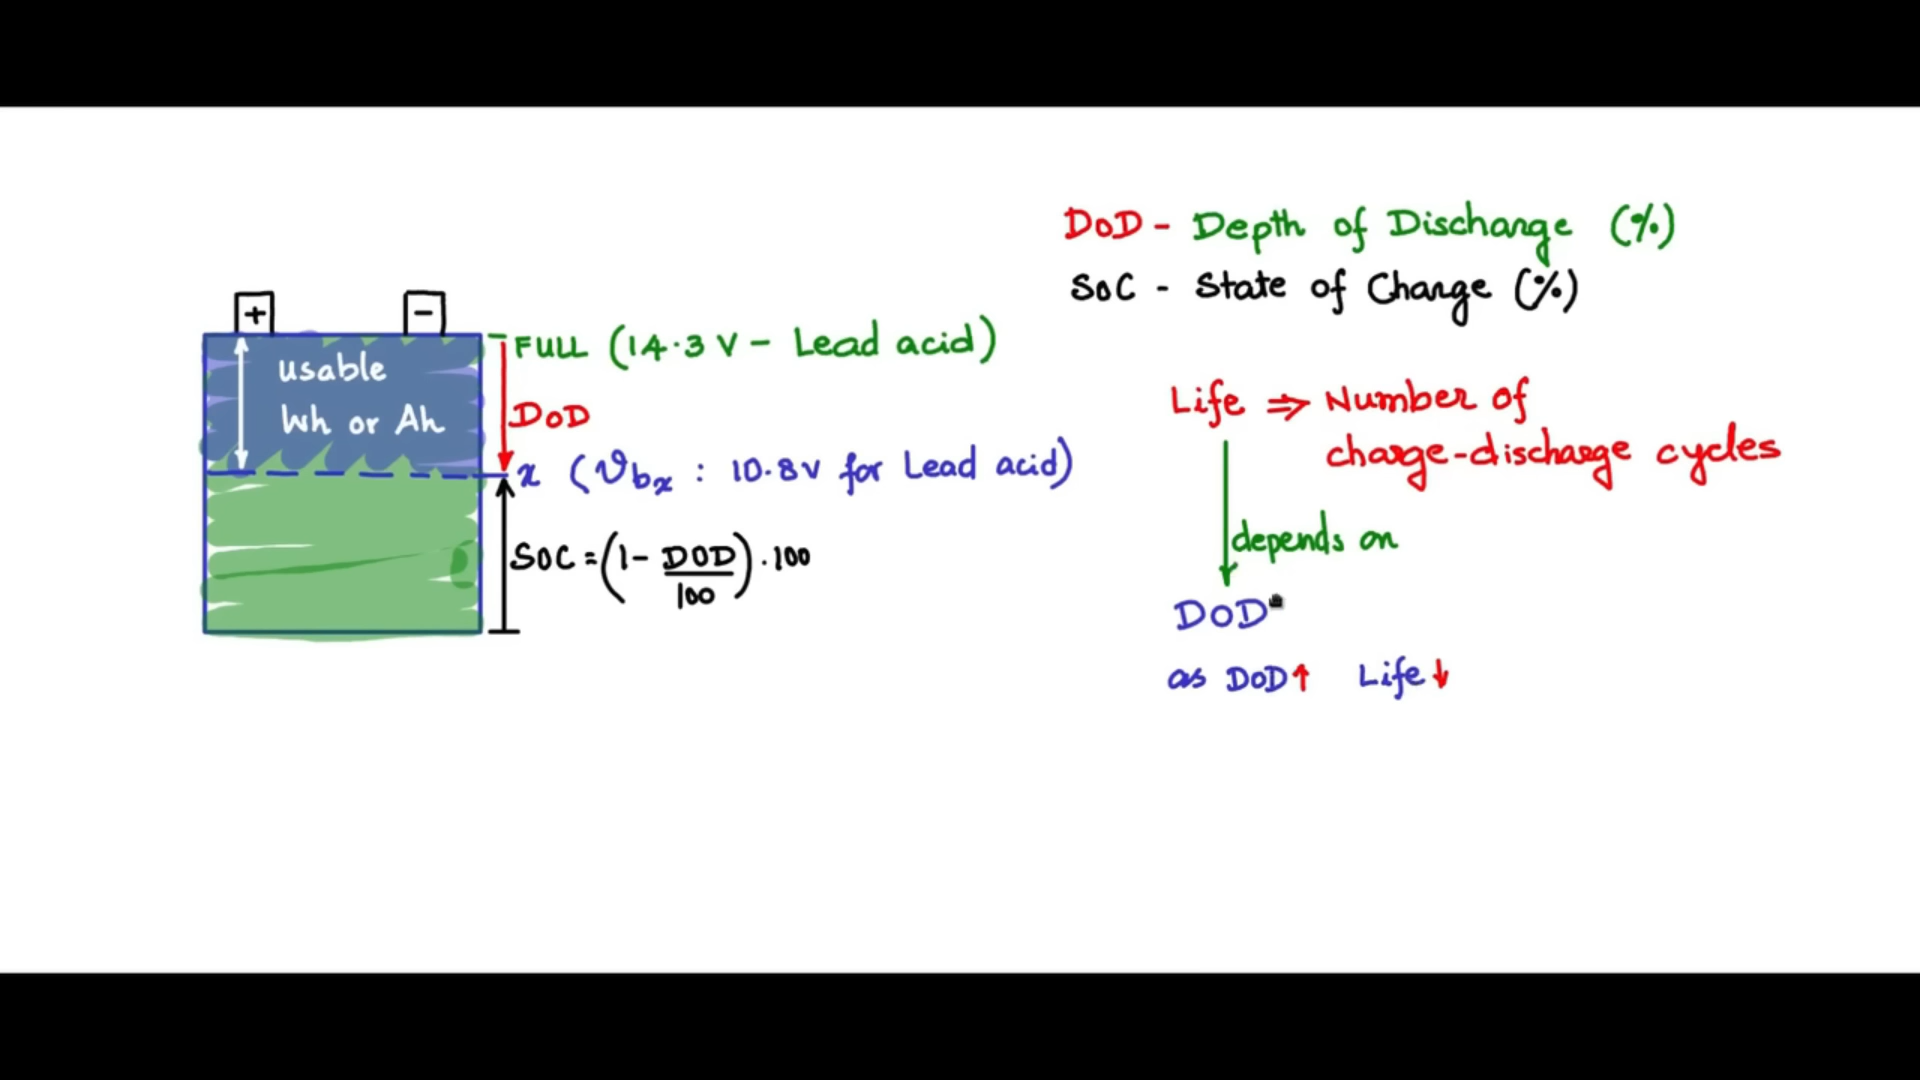 DoD - Depth of Discharge (%)
SoC - State of Charge (%)
+
-
usable
Wh or Ah
FULL (14.3 V - Lead acid)
DoD
x (v_bx : 10.8V for Lead acid)
SoC = (1 - DOD/100) . 100
Life ⇒ Number of
charge-discharge cycles
depends on
DoD
as DoD↑ Life↓